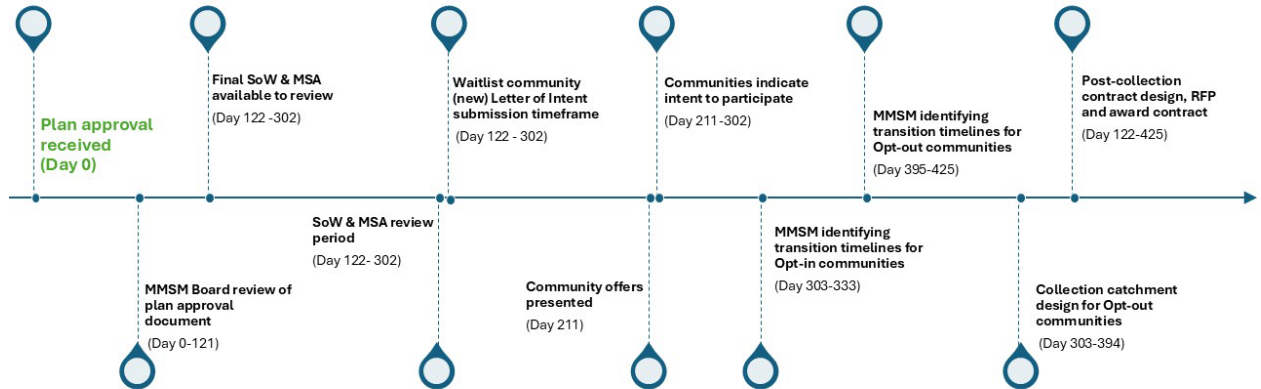 Plan approval
received
(Day 0)
MMSM Board review of
plan approval
document
(Day 0-121)
Final SoW & MSA
available to review
(Day 122 -302)
SoW & MSA review
period
(Day 122- 302)
Waitlist community
(new) Letter of Intent
submission timeframe
(Day 122 - 302)
Community offers
presented
(Day 211)
Communities indicate
intent to participate
(Day 211-302)
MMSM identifying
transition timelines for
Opt-in communities
(Day 303-333)
MMSM identifying
transition timelines for
Opt-out communities
(Day 395-425)
Collection catchment
design for Opt-out
communities
(Day 303-394)
Post-collection
contract design, RFP
and award contract
(Day 122-425)